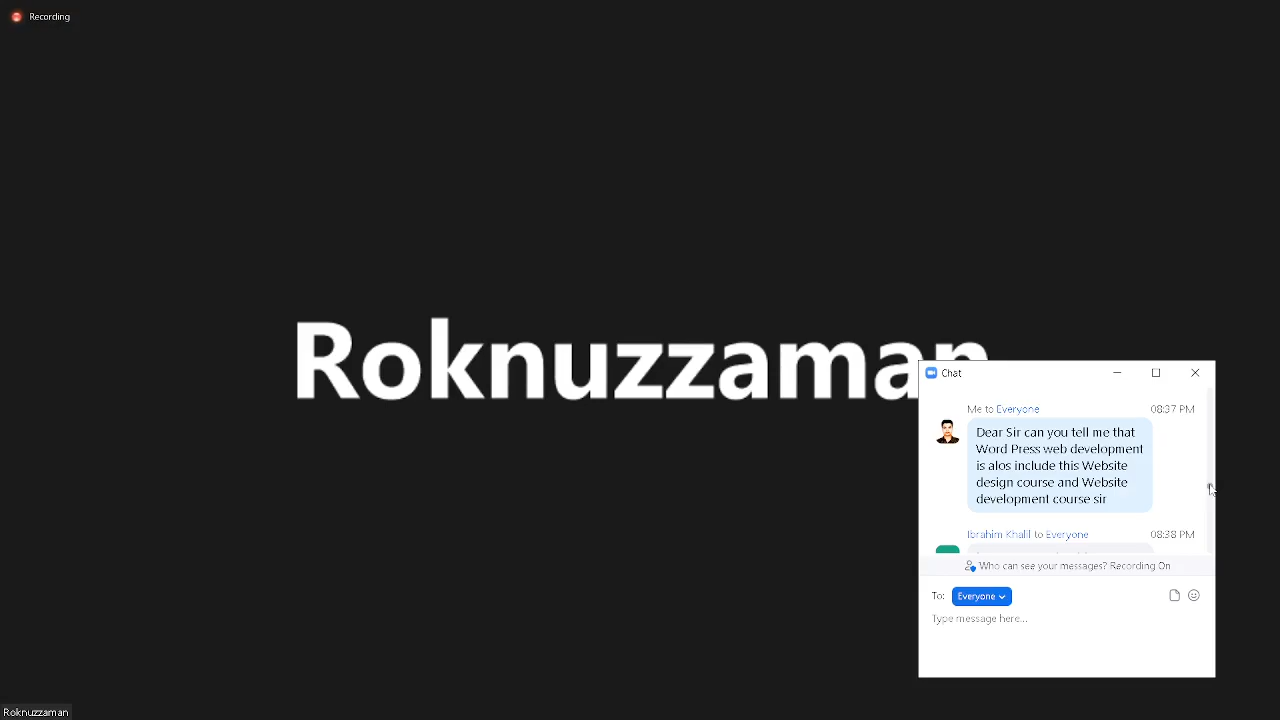 Recording
Roknuzzaman
Chat
Me to Everyone 08:37 PM
Dear Sir can you tell me that
Word Press web development
is alos include this Website
design course and Website
development course sir
Ibrahim Khalil to Everyone 08:38 PM
Who can see your messages? Recording On
To: Everyone
Type message here...
Roknuzzaman